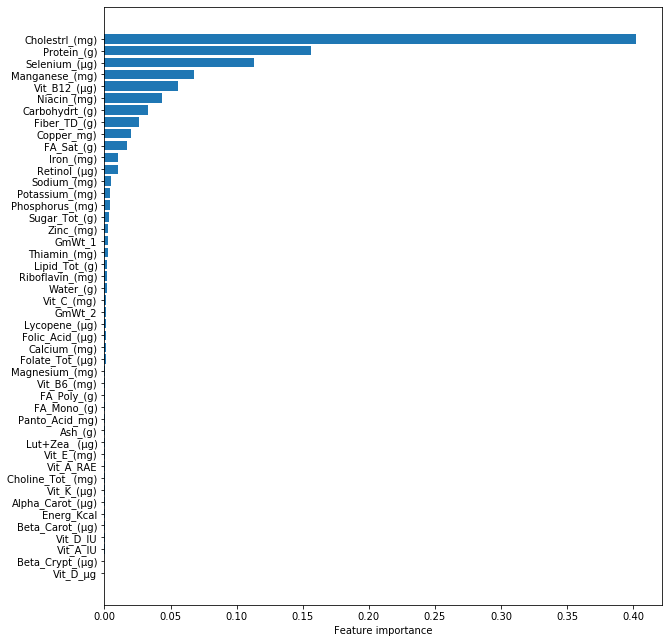 Cholestrl_(mg)
Protein_(g)
Selenium_(µg)
Manganese_(mg)
Vit_B12_(µg)
Niacin_(mg)
Carbohydrt_(g)
Fiber_TD_(g)
Copper_mg)
FA_Sat_(g)
Iron_(mg)
Retinol_(µg)
Sodium_(mg)
Potassium_(mg)
Phosphorus_(mg)
Sugar_Tot_(g)
Zinc_(mg)
GmWt_1
Thiamin_(mg)
Lipid_Tot_(g)
Riboflavin_(mg)
Water_(g)
Vit_C_(mg)
GmWt_2
Lycopene_(µg)
Folic_Acid_(µg)
Calcium_(mg)
Folate_Tot_(µg)
Magnesium_(mg)
Vit_B6_(mg)
FA_Poly_(g)
FA_Mono_(g)
Panto_Acid_mg)
Ash_(g)
Lut+Zea_ (µg)
Vit_E_(mg)
Vit_A_RAE
Choline_Tot_ (mg)
Vit_K_(µg)
Alpha_Carot_(µg)
Energ_Kcal
Beta_Carot_(µg)
Vit_D_IU
Vit_A_IU
Beta_Crypt_(µg)
Vit_D_µg
0.00 0.05 0.10 0.15 0.20 0.25 0.30 0.35 0.40
Feature importance